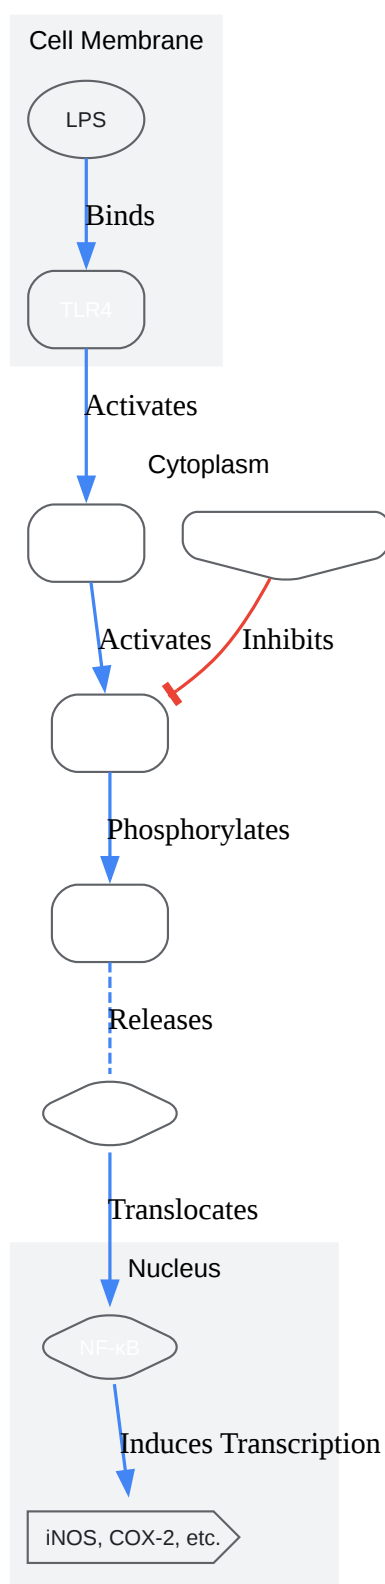 Cell Membrane
LPS
Binds
TLR4
Activates
Cytoplasm
Activates
Inhibits
Phosphorylates
Releases
Translocates
Nucleus
NF-κB
Induces Transcription
iNOS, COX-2, etc.